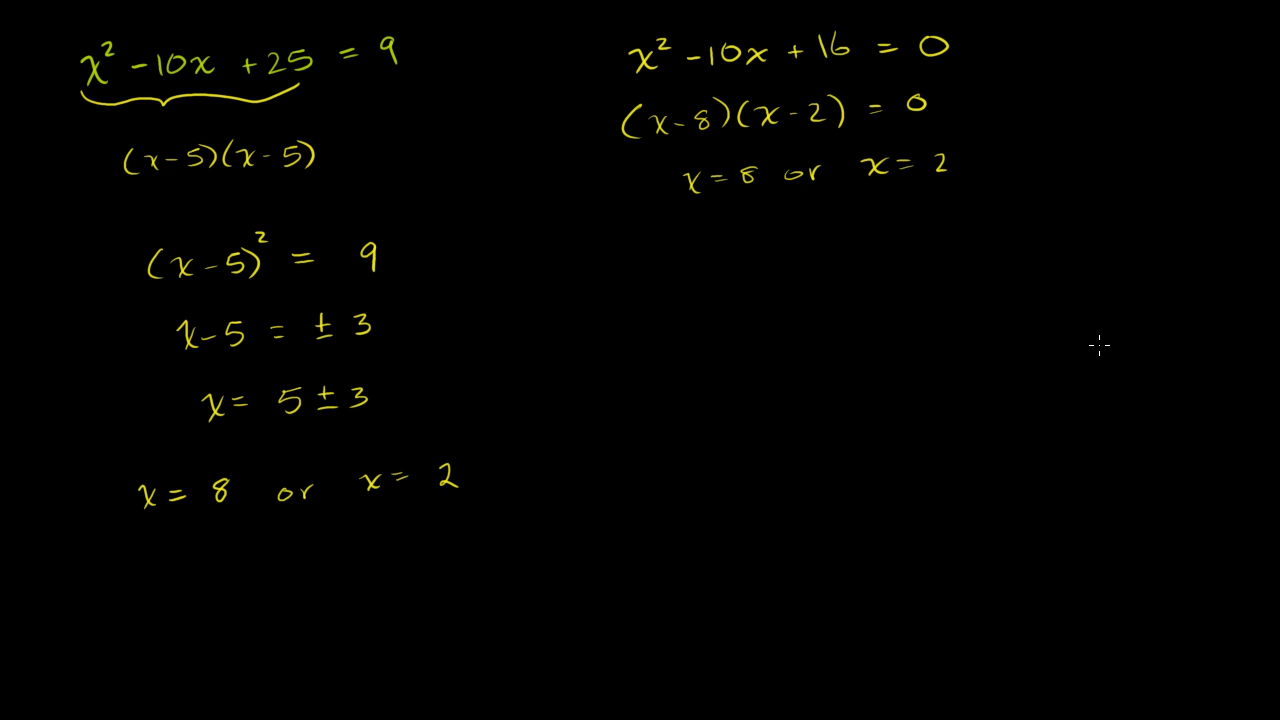 x² - 10x + 25 = 9
(x - 5)(x - 5)
(x - 5)² = 9
x - 5 = ± 3
x = 5 ± 3
x = 8 or x = 2
x² - 10x + 16 = 0
(x - 8)(x - 2) = 0
x = 8 or x = 2